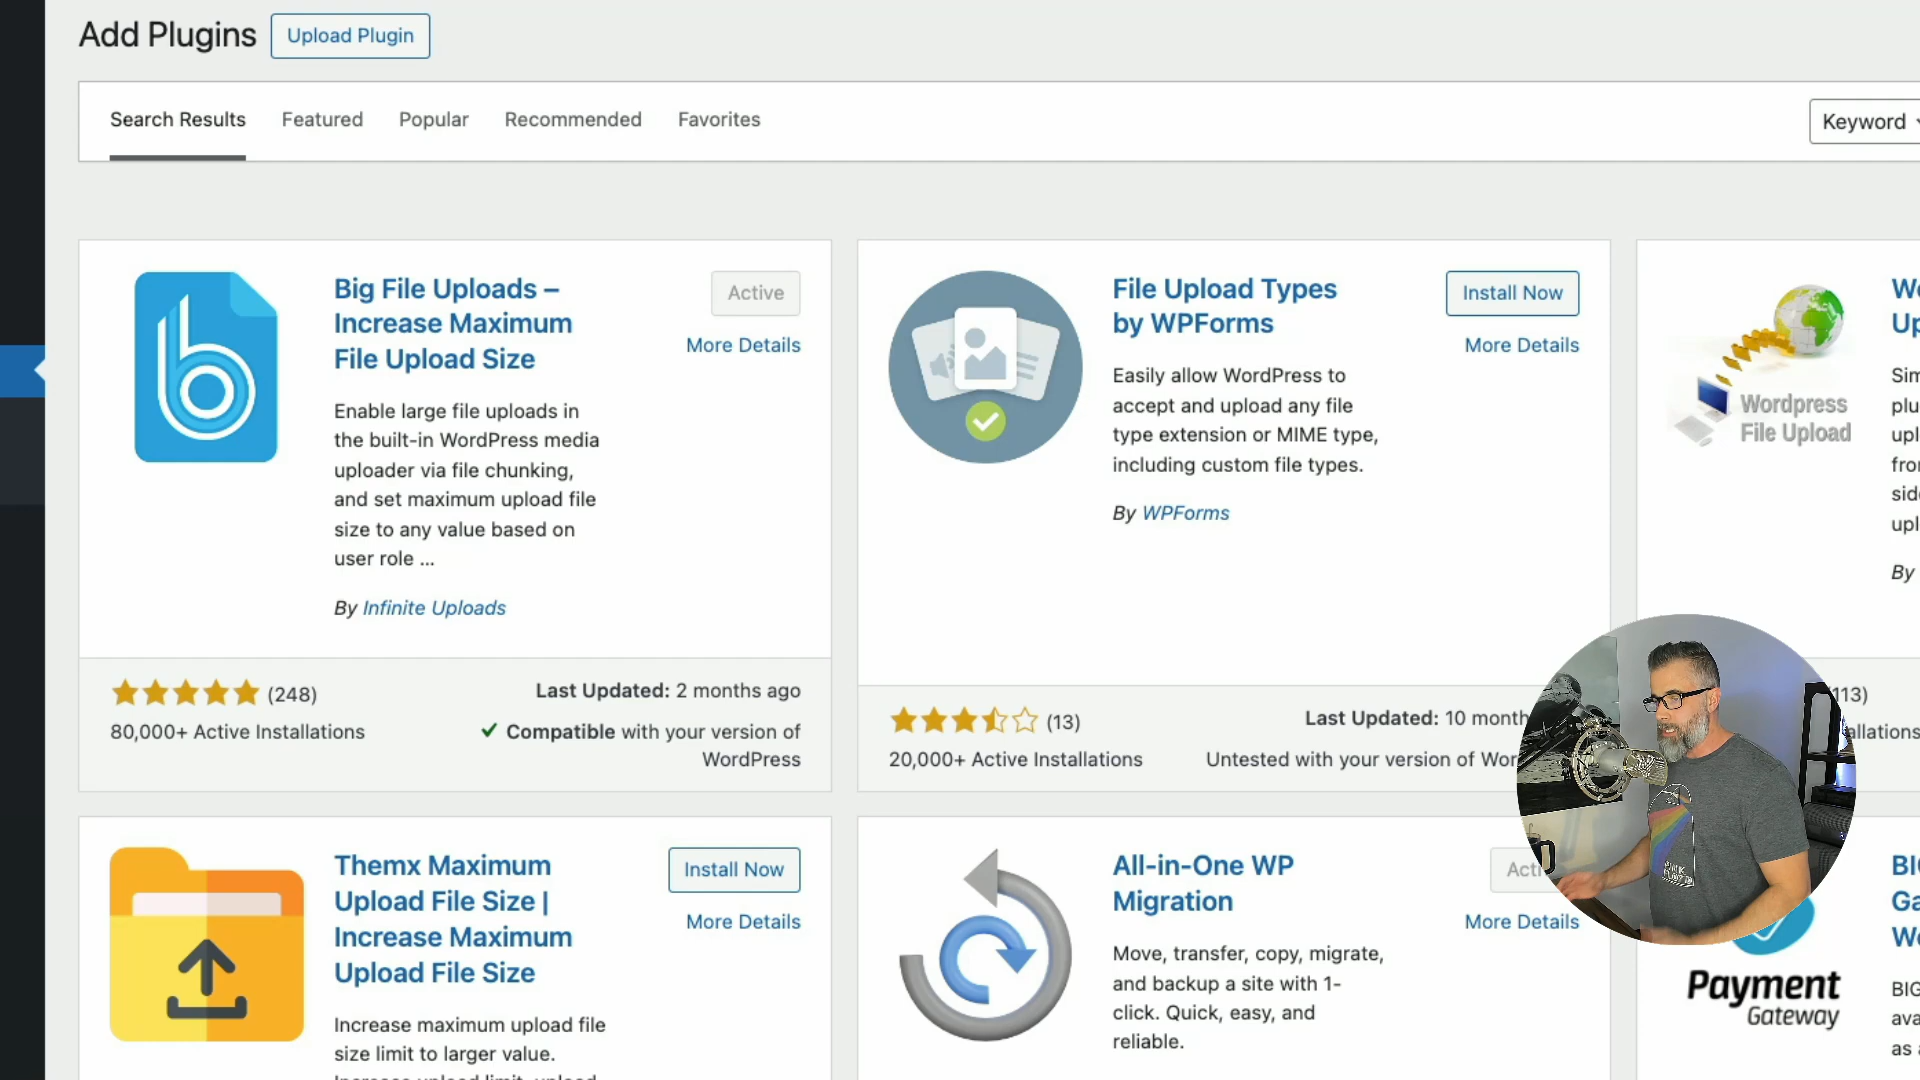 Add Plugins
Upload Plugin
Search Results
Featured
Popular
Recommended
Favorites
Keyword
Big File Uploads –
Increase Maximum
File Upload Size
Active
More Details
Enable large file uploads in
the built-in WordPress media
uploader via file chunking,
and set maximum upload file
size to any value based on
user role ...
By Infinite Uploads
(248)
80,000+ Active Installations
Last Updated: 2 months ago
Compatible with your version of
WordPress
File Upload Types
by WPForms
Install Now
More Details
Easily allow WordPress to
accept and upload any file
type extension or MIME type,
including custom file types.
By WPForms
(13)
20,000+ Active Installations
Last Updated: 10 month
Untested with your version of Wor
Wordpress
File Upload
By
Themx Maximum
Upload File Size |
Increase Maximum
Upload File Size
Install Now
More Details
Increase maximum upload file
size limit to larger value.
All-in-One WP
Migration
More Details
Move, transfer, copy, migrate,
and backup a site with 1-
click. Quick, easy, and
reliable.
Payment
Gateway